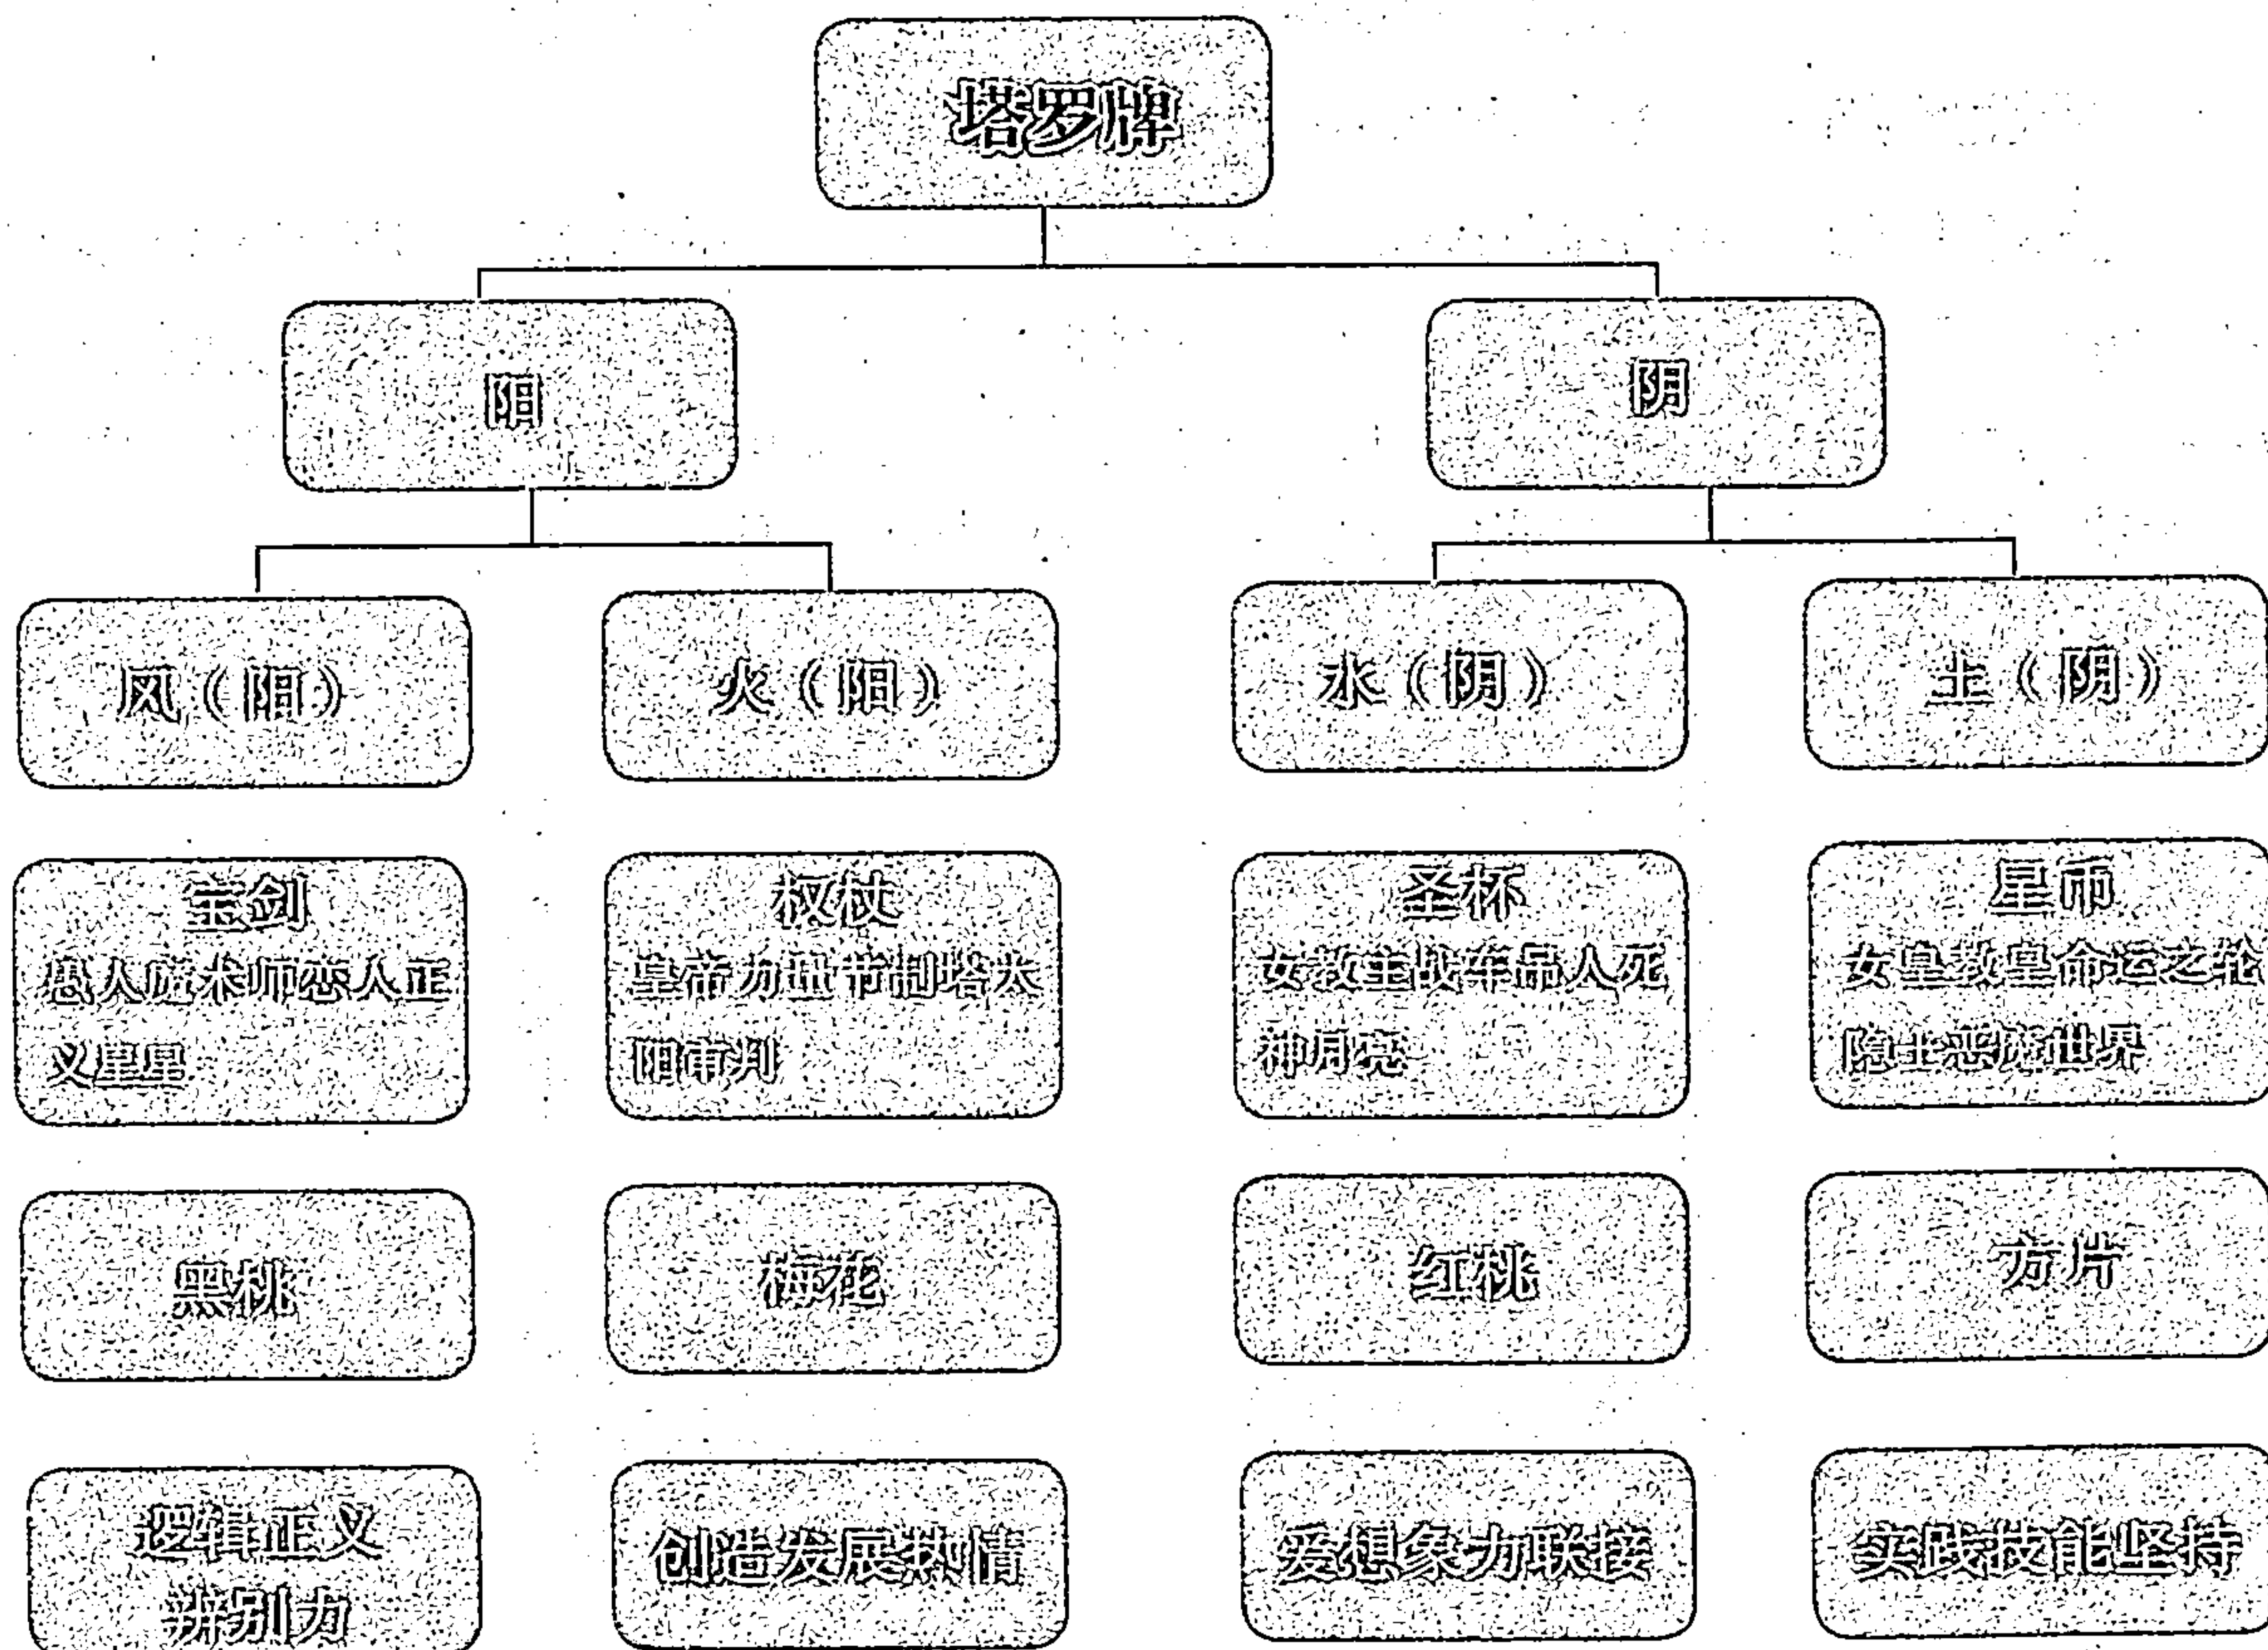 塔罗牌
阳
阴
风（阳）
火（阳）
水（阴）
土（阴）
宝剑
愚人魔术师恋人正
义星星
权杖
皇帝力量节制塔太
阳审判
圣杯
女教主战车吊人死
神月亮
星币
女皇教皇命运之轮
隐士恶魔世界
黑桃
梅花
红桃
方片
逻辑正义
辨别力
创造发展热情
爱想象力联接
实践技能坚持